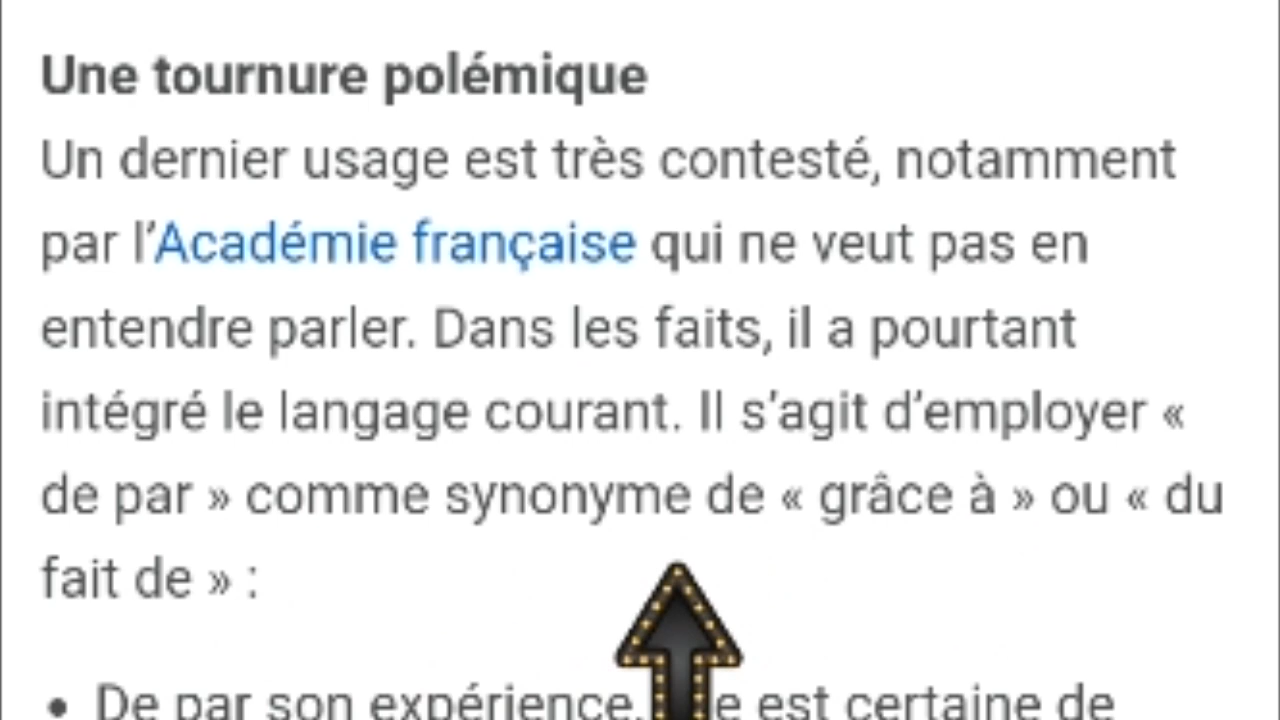 Une tournure polémique
Un dernier usage est très contesté, notamment
par l’Académie française qui ne veut pas en
entendre parler. Dans les faits, il a pourtant
intégré le langage courant. Il s’agit d’employer «
de par » comme synonyme de « grâce à » ou « du
fait de » :
• De par son expérience, est certaine de